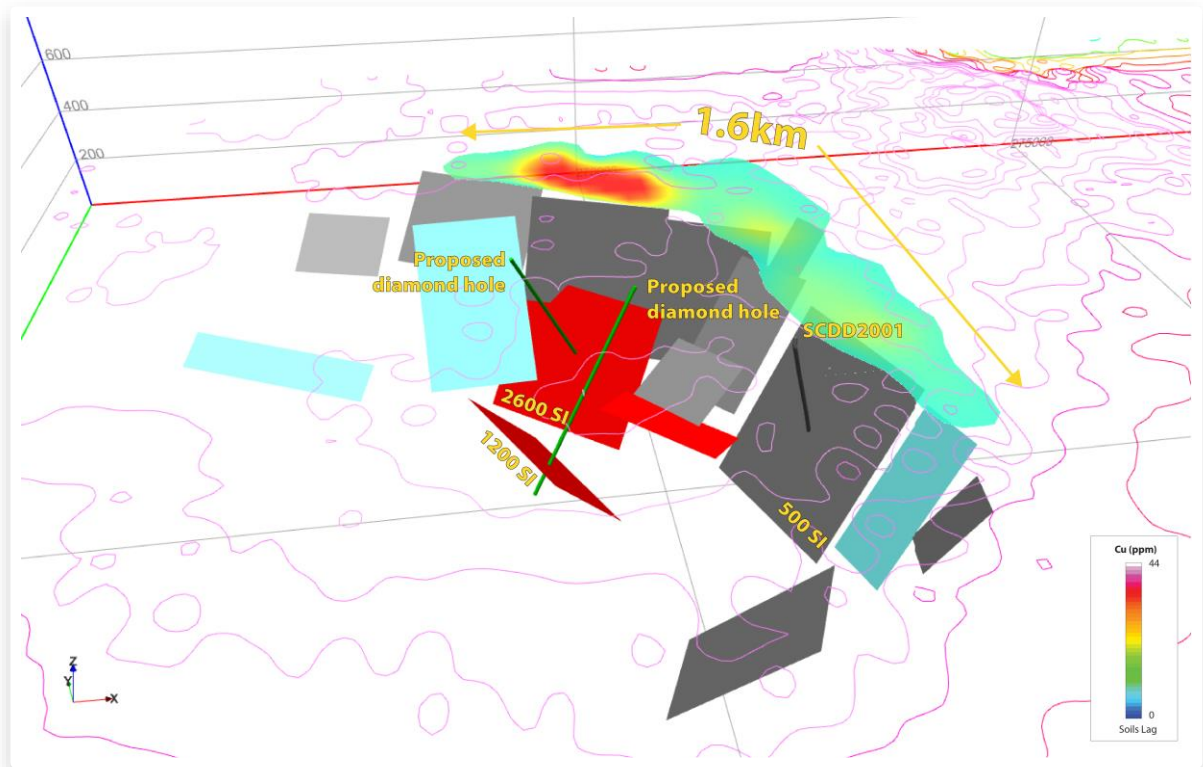 600
400
200
1.6km
275000
Proposed
diamond hole
Proposed
diamond hole
SCDD2001
2600 SI
1200 SI
500 SI
Cu (ppm)
44
0
Soils Lag
Z
Y
X